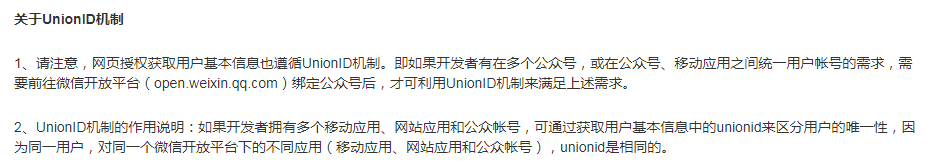 关于UnionID机制
1、请注意，网页授权获取用户基本信息也遵循UnionID机制。即如果开发者有在多个公众号，或在公众号、移动应用之间统一用户帐号的需求，需
要前往微信开放平台（open.weixin.qq.com）绑定公众号后，才可利用UnionID机制来满足上述需求。
2、UnionID机制的作用说明：如果开发者拥有多个移动应用、网站应用和公众帐号，可通过获取用户基本信息中的unionid来区分用户的唯一性，因
为同一用户，对同一个微信开放平台下的不同应用（移动应用、网站应用和公众帐号），unionid是相同的。